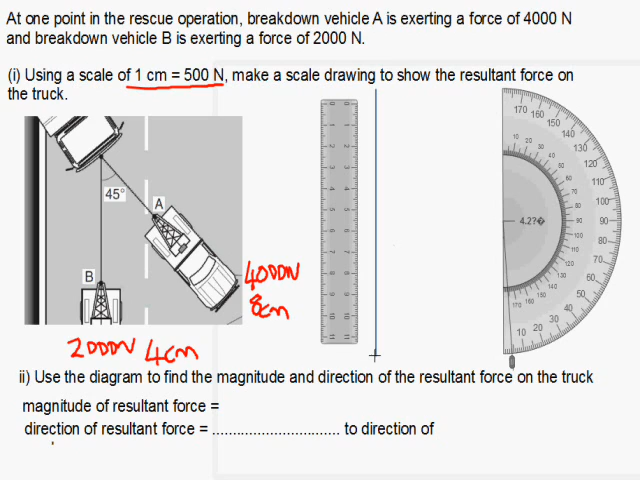 At one point in the rescue operation, breakdown vehicle A is exerting a force of 4000 N
and breakdown vehicle B is exerting a force of 2000 N.
(i) Using a scale of 1 cm = 500 N, make a scale drawing to show the resultant force on
the truck.
45°
A
B
4000N
8cm
2000N 4cm
4.2?�
ii) Use the diagram to find the magnitude and direction of the resultant force on the truck
magnitude of resultant force =
direction of resultant force = ............................... to direction of